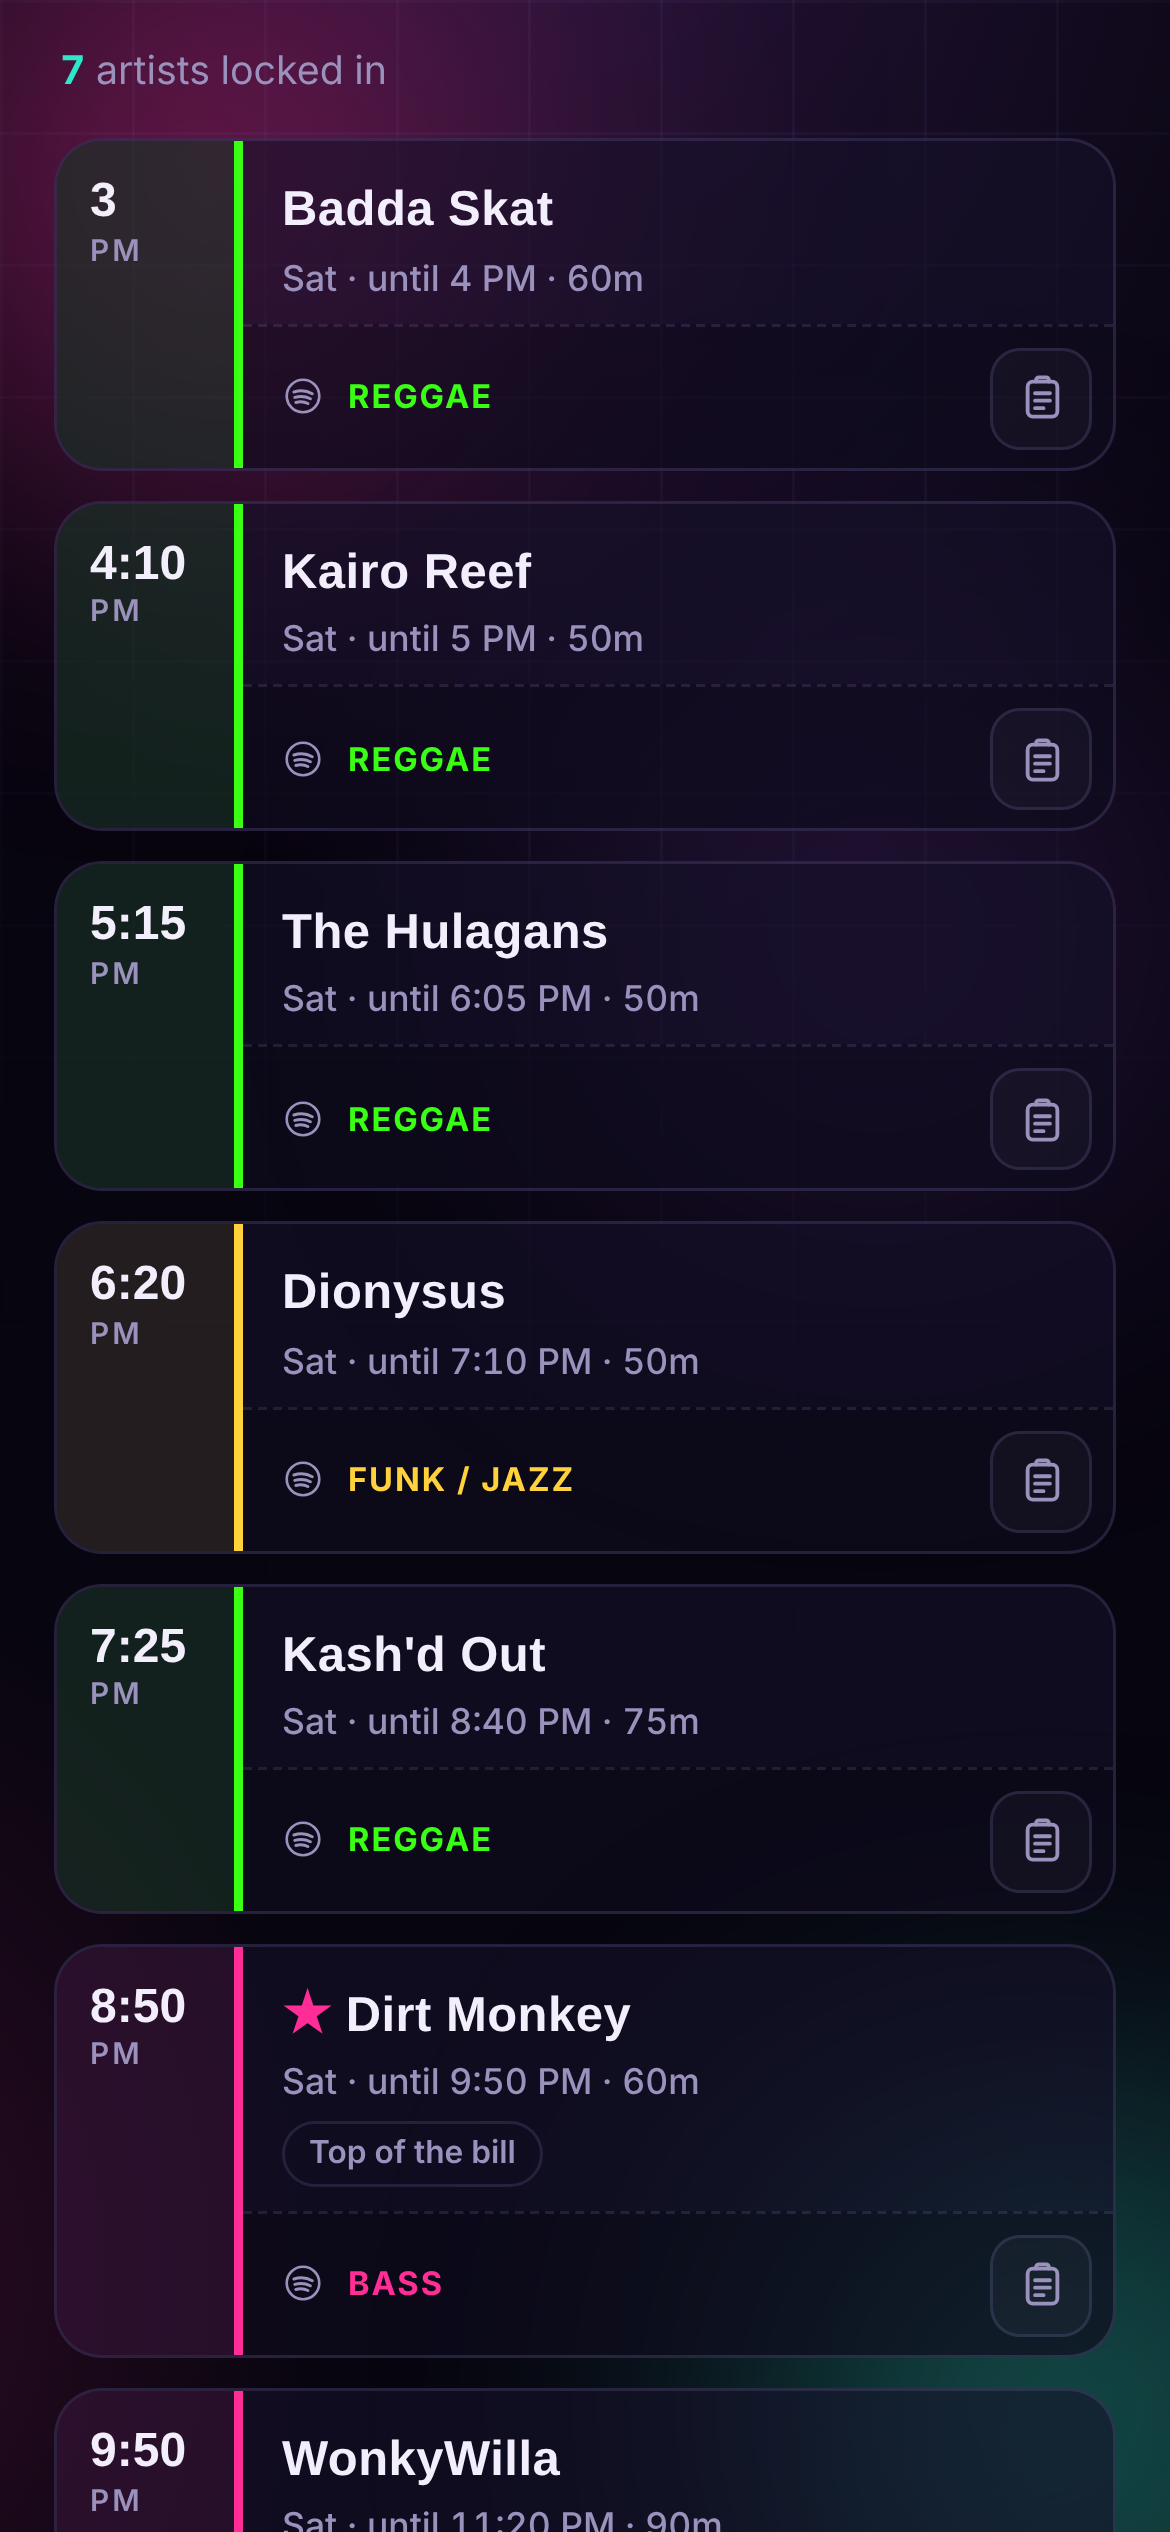 7 artists locked in
3
PM
Badda Skat
Sat · until 4 PM · 60m
REGGAE
4:10
PM
Kairo Reef
Sat · until 5 PM · 50m
REGGAE
5:15
PM
The Hulagans
Sat · until 6:05 PM · 50m
REGGAE
6:20
PM
Dionysus
Sat · until 7:10 PM · 50m
FUNK / JAZZ
7:25
PM
Kash'd Out
Sat · until 8:40 PM · 75m
REGGAE
8:50
PM
★ Dirt Monkey
Sat · until 9:50 PM · 60m
Top of the bill
BASS
9:50
PM
WonkyWilla
Sat · until 11:20 PM · 90m